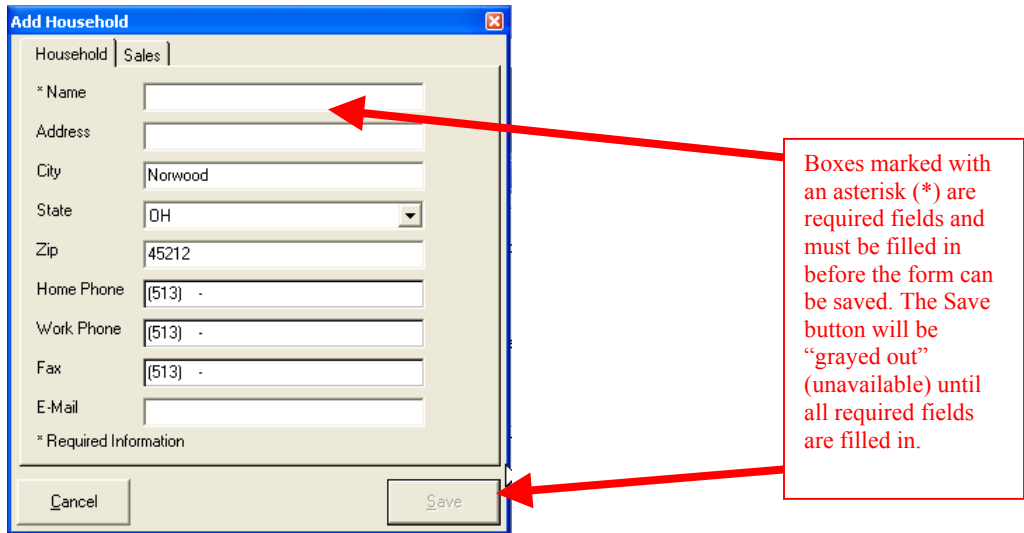 Add Household
Household Sales
* Name
Address
City Norwood
State OH
Zip 45212
Home Phone (513) -
Work Phone (513) -
Fax (513) -
E-Mail
* Required Information
Cancel Save
Boxes marked with
an asterisk (*) are
required fields and
must be filled in
before the form can
be saved. The Save
button will be
“grayed out”
(unavailable) until
all required fields
are filled in.